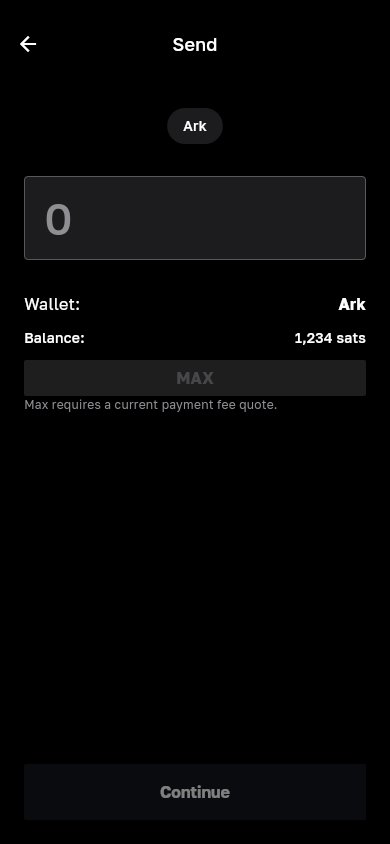 Send
Ark
0
Wallet: Ark
Balance: 1,234 sats
MAX
Max requires a current payment fee quote.
Continue